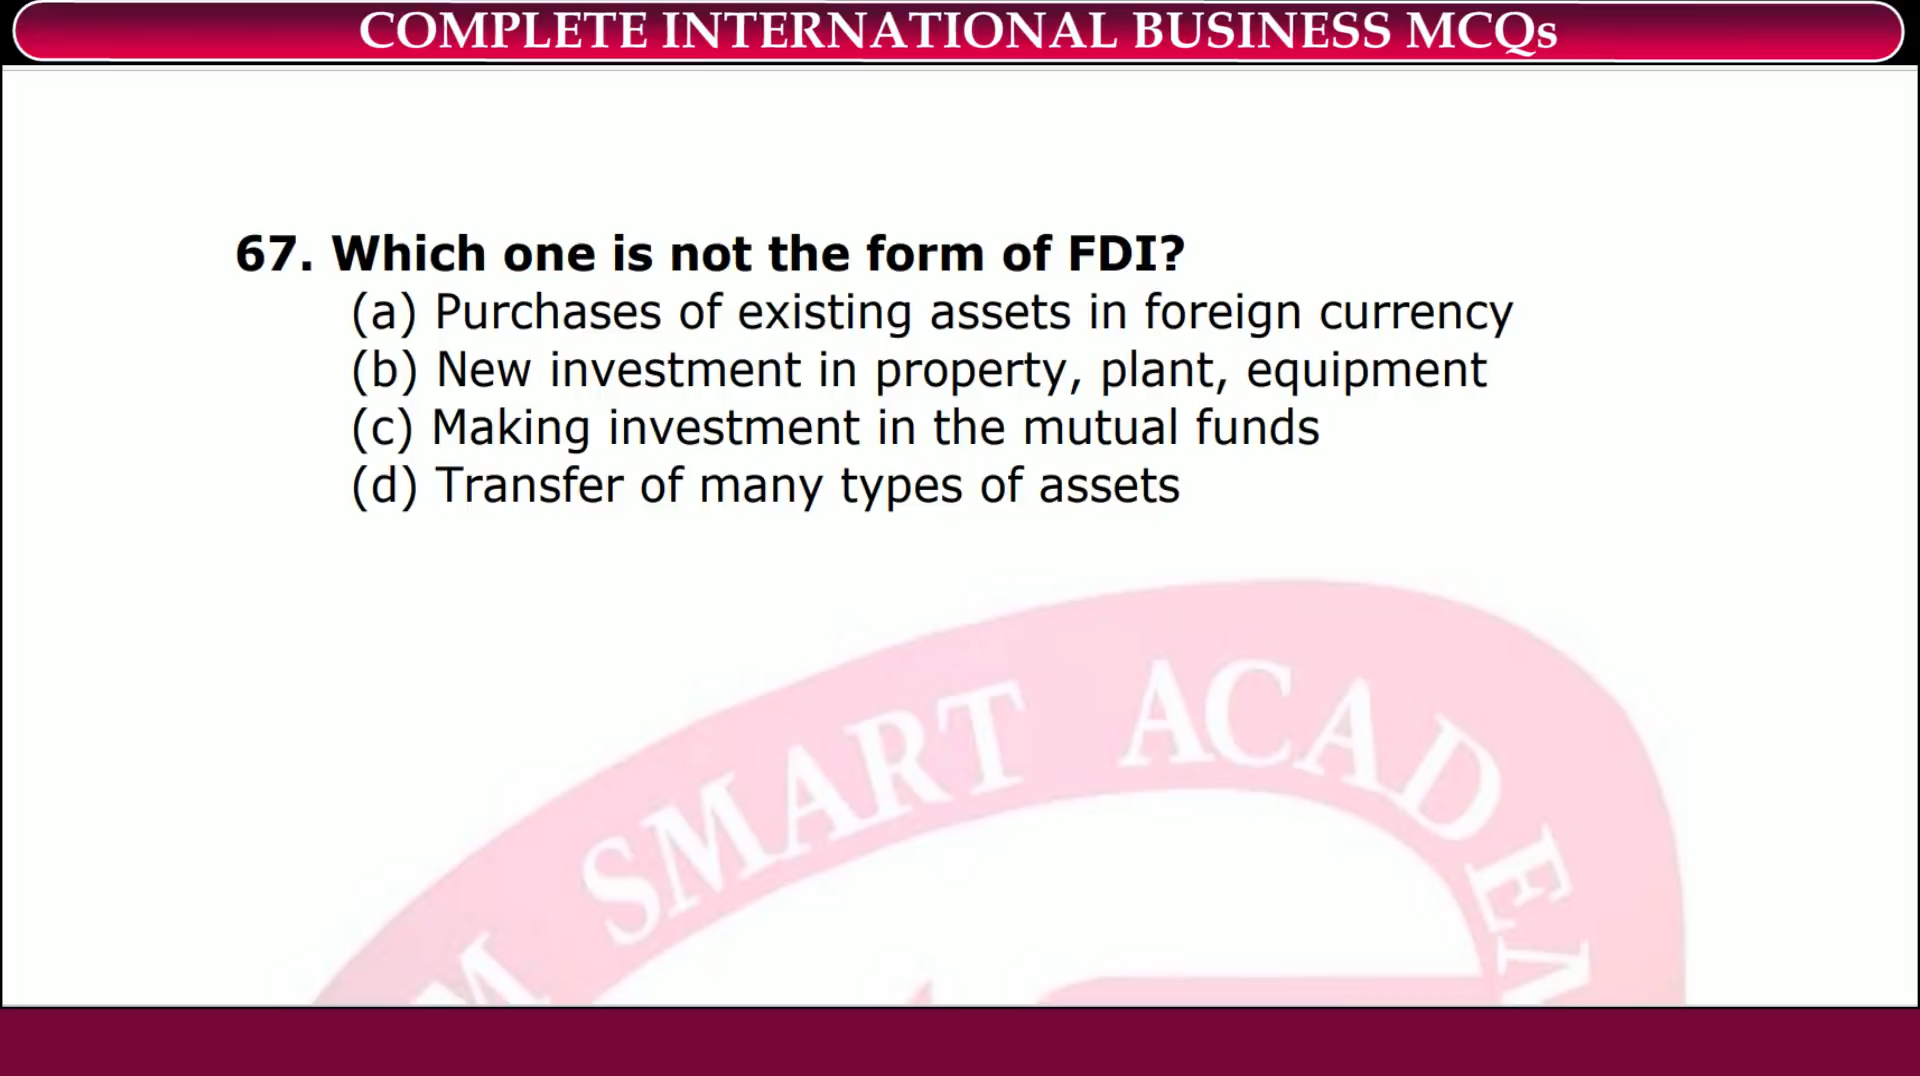 COMPLETE INTERNATIONAL BUSINESS MCQs
67. Which one is not the form of FDI?
(a) Purchases of existing assets in foreign currency
(b) New investment in property, plant, equipment
(c) Making investment in the mutual funds
(d) Transfer of many types of assets
M SMART ACADEM